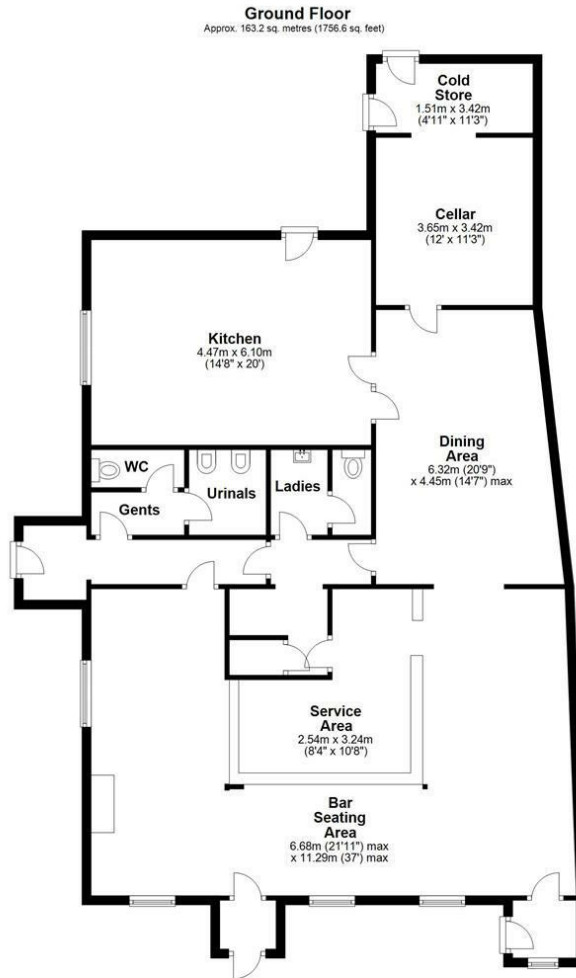 Ground Floor
Approx. 163.2 sq. metres (1756.6 sq. feet)
Cold
Store
1.51m x 3.42m
(4'11" x 11'3")
Cellar
3.65m x 3.42m
(12' x 11'3")
Kitchen
4.47m x 6.10m
(14'8" x 20')
Dining
Area
6.32m (20'9")
x 4.45m (14'7") max
WC
Gents
Urinals
Ladies
Service
Area
2.54m x 3.24m
(8'4" x 10'8")
Bar
Seating
Area
6.68m (21'11") max
x 11.29m (37') max